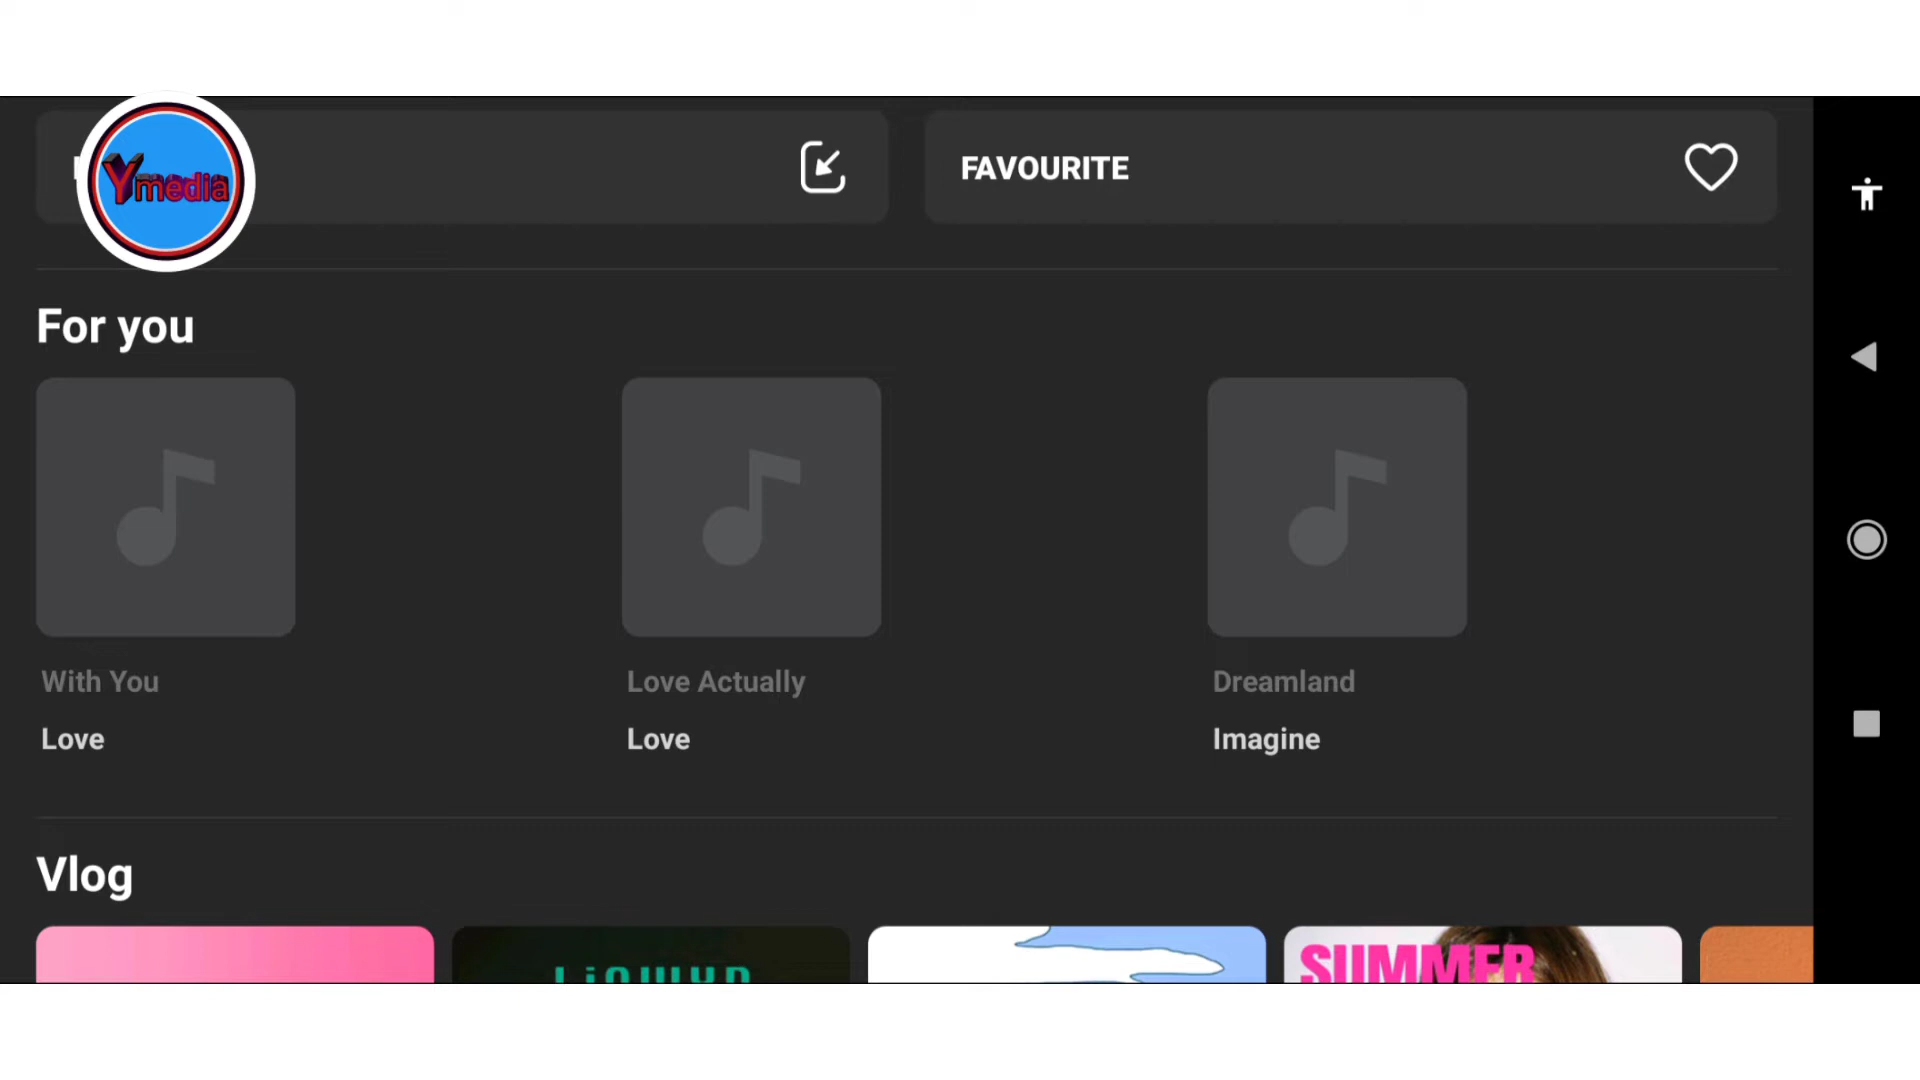 Ymedia
FAVOURITE
For you
With You
Love Actually
Dreamland
Love
Love
Imagine
Vlog
SUMMER